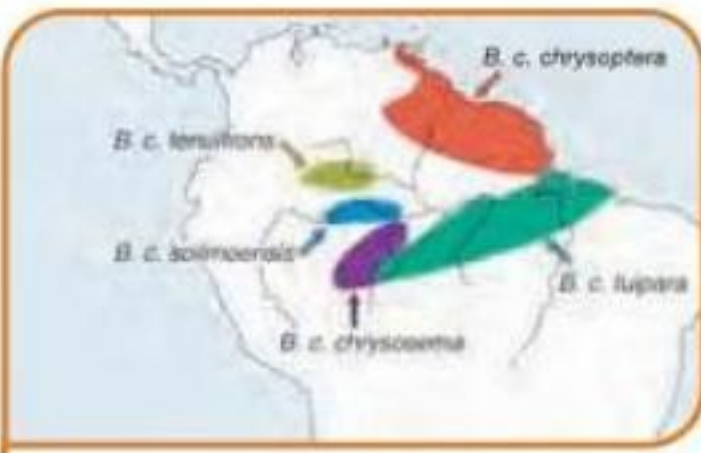 B. c. chrysoptera
B. c. tenuifrons
B. c. solimoensis
B. c. tuipara
B. c. chrysosema